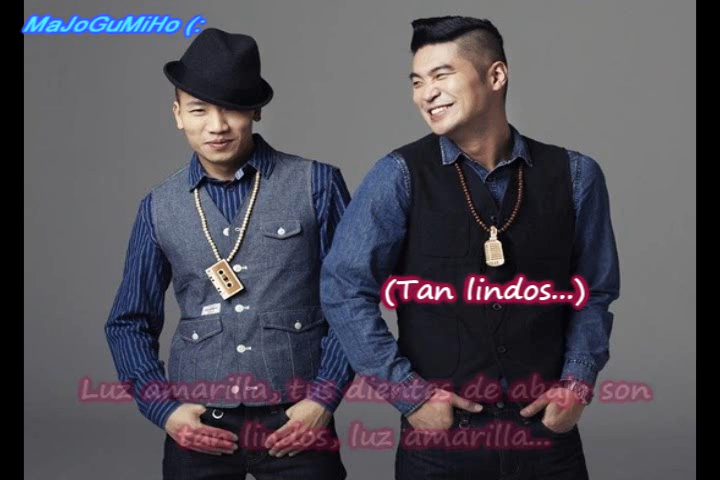 MaJoGuMiHo (:
(Tan lindos...)
Luz amarilla, tus dientes de abajo son
tan lindos, luz amarilla...